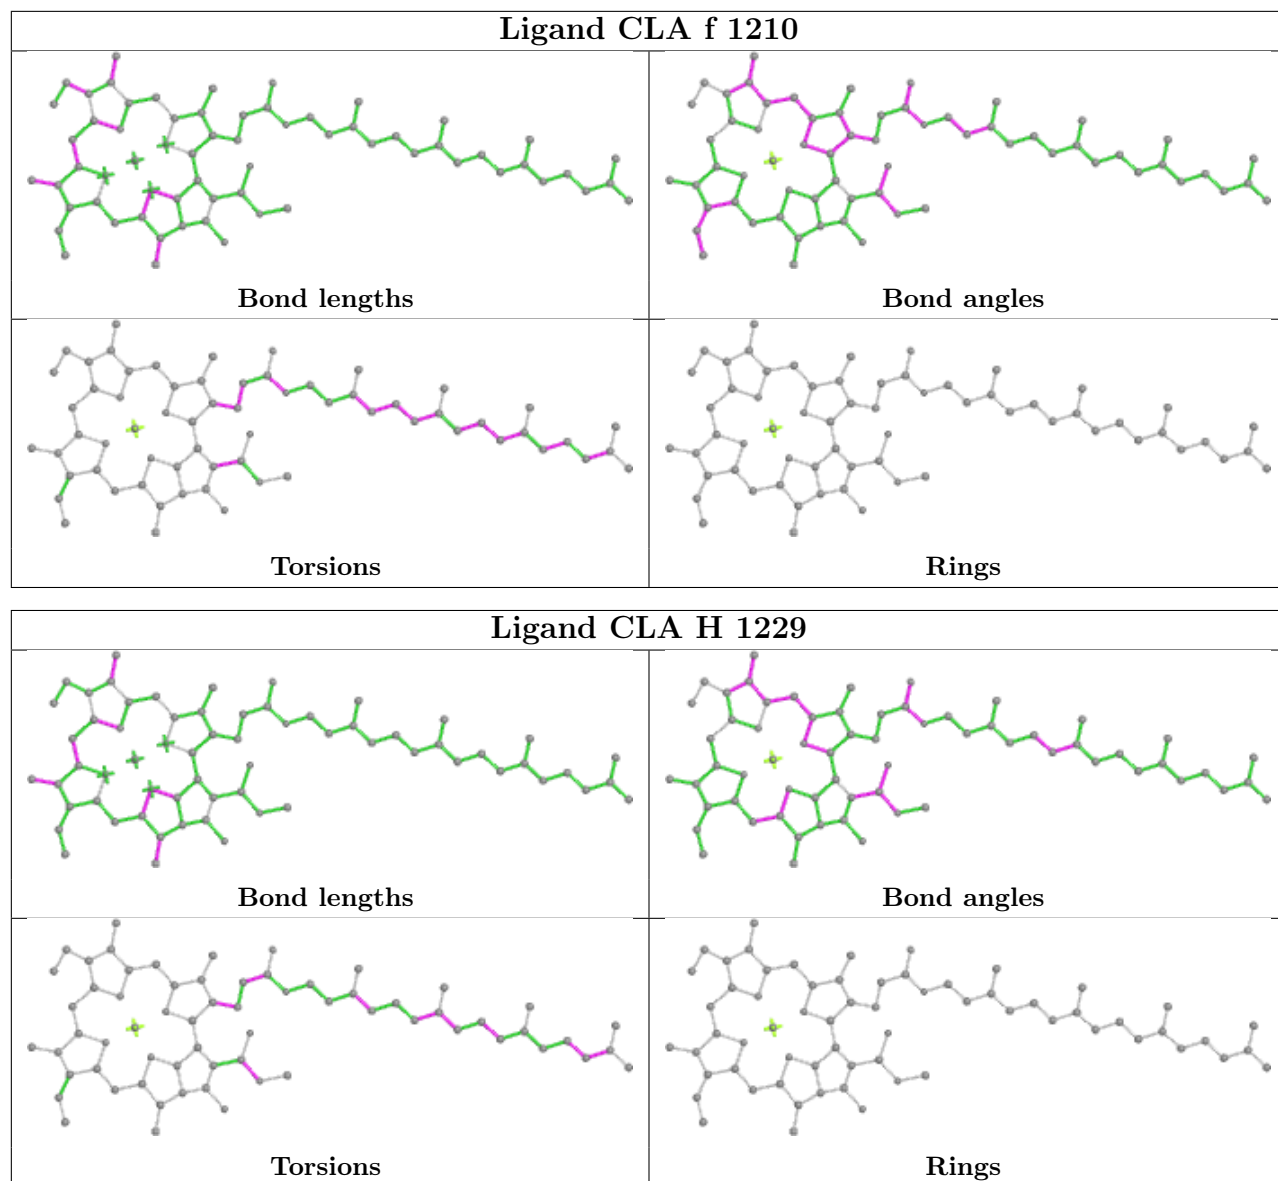 Ligand CLA f 1210
Bond lengths
Bond angles
Torsions
Rings
Ligand CLA H 1229
Bond lengths
Bond angles
Torsions
Rings